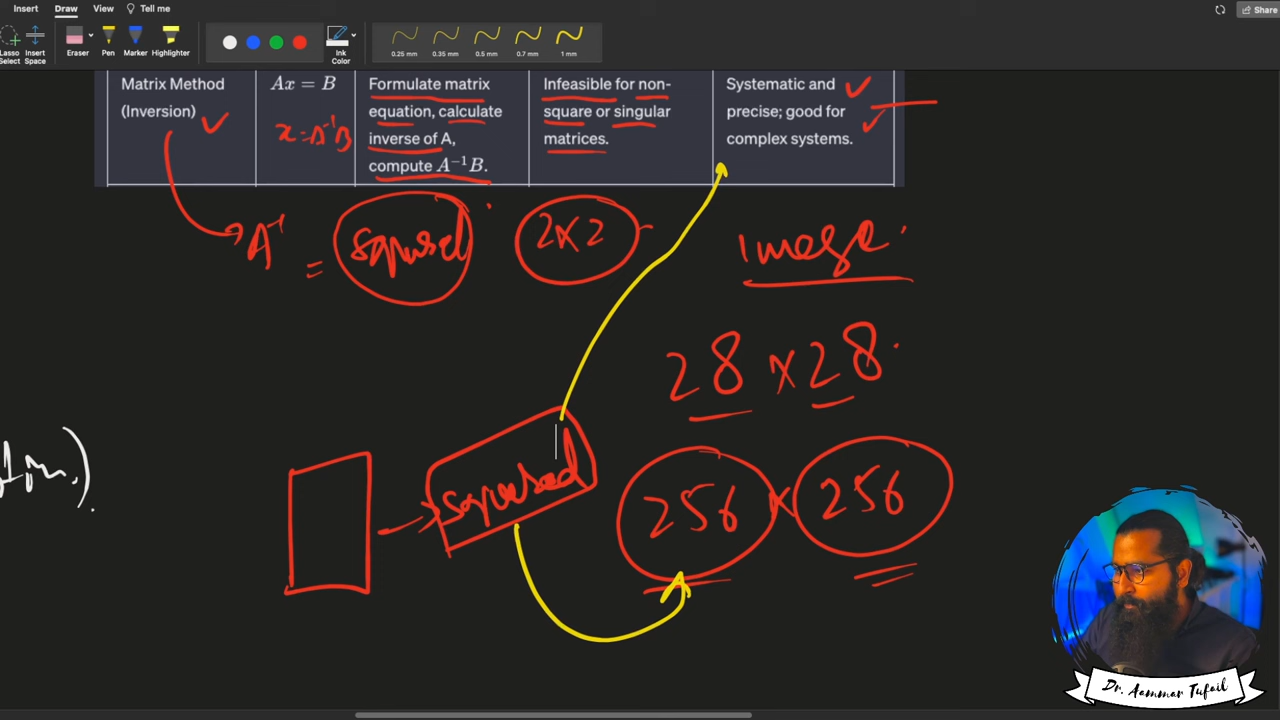 Insert Draw View Tell me
Share
Lasso Select
Insert Space
Eraser
Pen
Marker
Highlighter
Ink Color
0.25 mm
0.35 mm
0.5 mm
0.7 mm
1 mm
Matrix Method
(Inversion)
Ax = B
x = A⁻¹B
Formulate matrix
equation, calculate
inverse of A,
compute A⁻¹B.
Infeasible for non-
square or singular
matrices.
Systematic and
precise; good for
complex systems.
A⁻¹
=
squared
2×2
image.
28 × 28
squared
256 × 256
Dr. Aammar Tufail